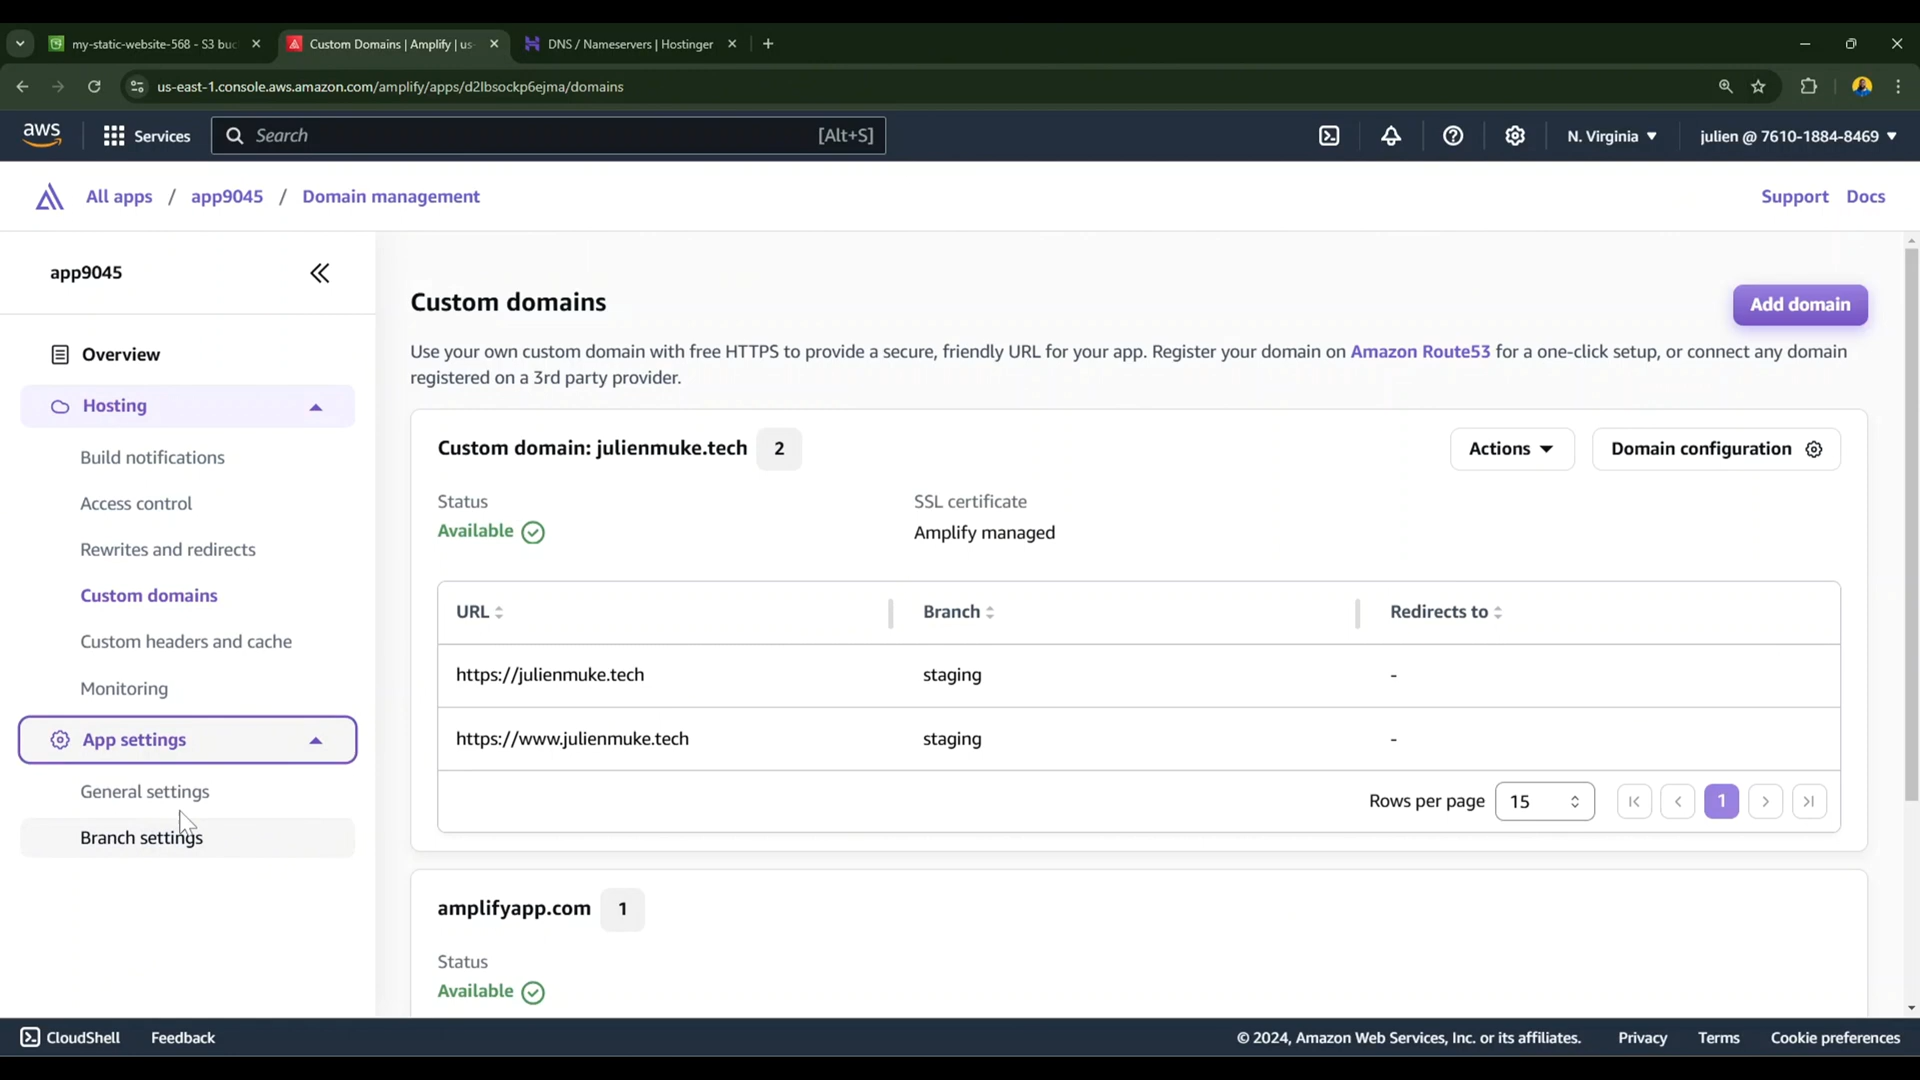 my-static-website-568 - S3 buc
Custom Domains | Amplify | us-
DNS / Nameservers | Hostinger
us-east-1.console.aws.amazon.com/amplify/apps/d2lbsockp6ejma/domains
aws
Services
Search
[Alt+S]
N. Virginia
julien @ 7610-1884-8469
All apps / app9045 / Domain management
Support
Docs
app9045
Overview
Hosting
Build notifications
Access control
Rewrites and redirects
Custom domains
Custom headers and cache
Monitoring
App settings
General settings
Branch settings
Custom domains
Add domain
Use your own custom domain with free HTTPS to provide a secure, friendly URL for your app. Register your domain on Amazon Route53 for a one-click setup, or connect any domain
registered on a 3rd party provider.
Custom domain: julienmuke.tech 2
Actions
Domain configuration
Status
SSL certificate
Available
Amplify managed
URL Branch Redirects to
https://julienmuke.tech staging -
https://www.julienmuke.tech staging -
Rows per page 15 1
amplifyapp.com 1
Status
Available
CloudShell
Feedback
© 2024, Amazon Web Services, Inc. or its affiliates.
Privacy
Terms
Cookie preferences